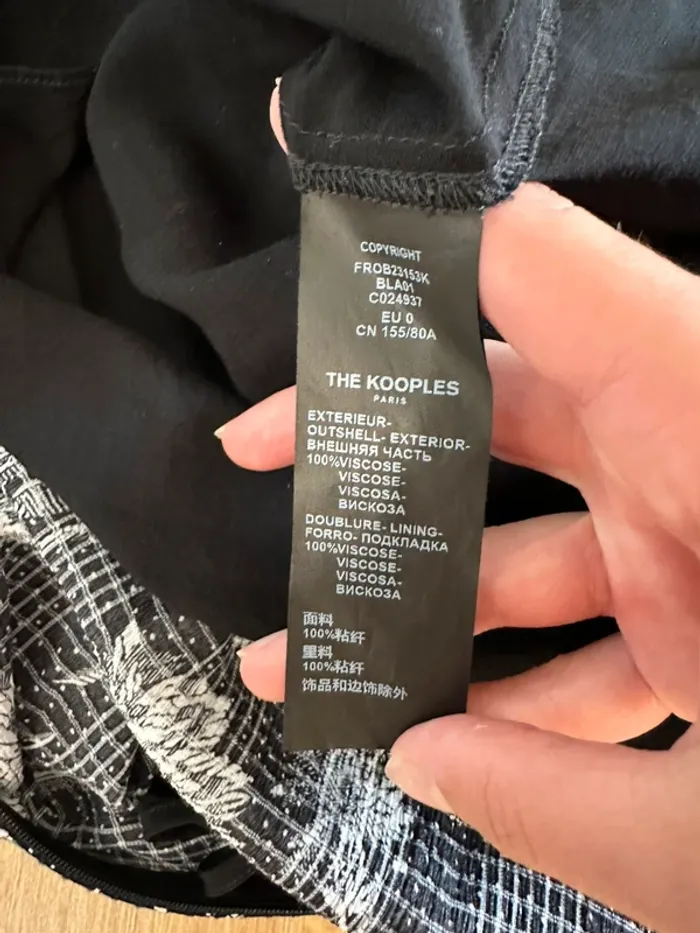 COPYRIGHT
FROB23153K
BLA01
C024937
EU 0
CN 155/80A
THE KOOPLES
PARIS
EXTERIEUR-
OUTSHELL- EXTERIOR-
ВНЕШНЯЯ ЧАСТЬ
100%VISCOSE-
VISCOSE-
VISCOSA-
ВИСКОЗА
DOUBLURE- LINING-
FORRO- ПОДКЛАДКА
100%VISCOSE-
VISCOSE-
VISCOSA-
ВИСКОЗА
面料
100%粘纤
里料
100%粘纤
饰品和边饰除外